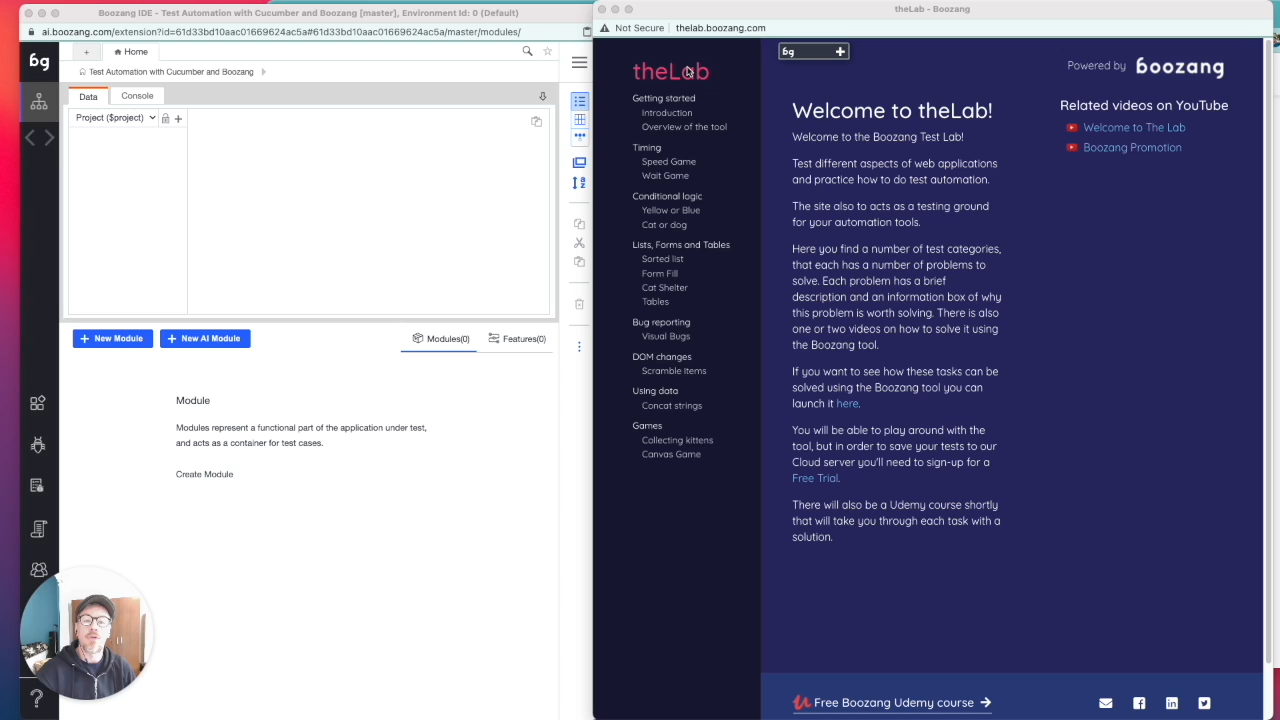 Boozang IDE - Test Automation with Cucumber and Boozang [master], Environment Id: 0 (Default)
ai.boozang.com/extension?id=61d33bd10aac01669624ac5a#61d33bd10aac01669624ac5a/master/modules/
bg
+
Home
Test Automation with Cucumber and Boozang
Data
Console
Project ($project)
+
+ New Module
+ New AI Module
Modules(0)
Features(0)
Module
Modules represent a functional part of the application under test,
and acts as a container for test cases.
Create Module
theLab - Boozang
Not Secure
thelab.boozang.com
theLab
Getting started
Introduction
Overview of the tool
Timing
Speed Game
Wait Game
Conditional logic
Yellow or Blue
Cat or dog
Lists, Forms and Tables
Sorted list
Form Fill
Cat Shelter
Tables
Bug reporting
Visual Bugs
DOM changes
Scramble items
Using data
Concat strings
Games
Collecting kittens
Canvas Game
bg +
Welcome to theLab!
Welcome to the Boozang Test Lab!
Test different aspects of web applications
and practice how to do test automation.
The site also to acts as a testing ground
for your automation tools.
Here you find a number of test categories,
that each has a number of problems to
solve. Each problem has a brief
description and an information box of why
this problem is worth solving. There is also
one or two videos on how to solve it using
the Boozang tool.
If you want to see how these tasks can be
solved using the Boozang tool you can
launch it here.
You will be able to play around with the
tool, but in order to save your tests to our
Cloud server you'll need to sign-up for a
Free Trial.
There will also be a Udemy course shortly
that will take you through each task with a
solution.
Powered by boozang
Related videos on YouTube
Welcome to The Lab
Boozang Promotion
Free Boozang Udemy course